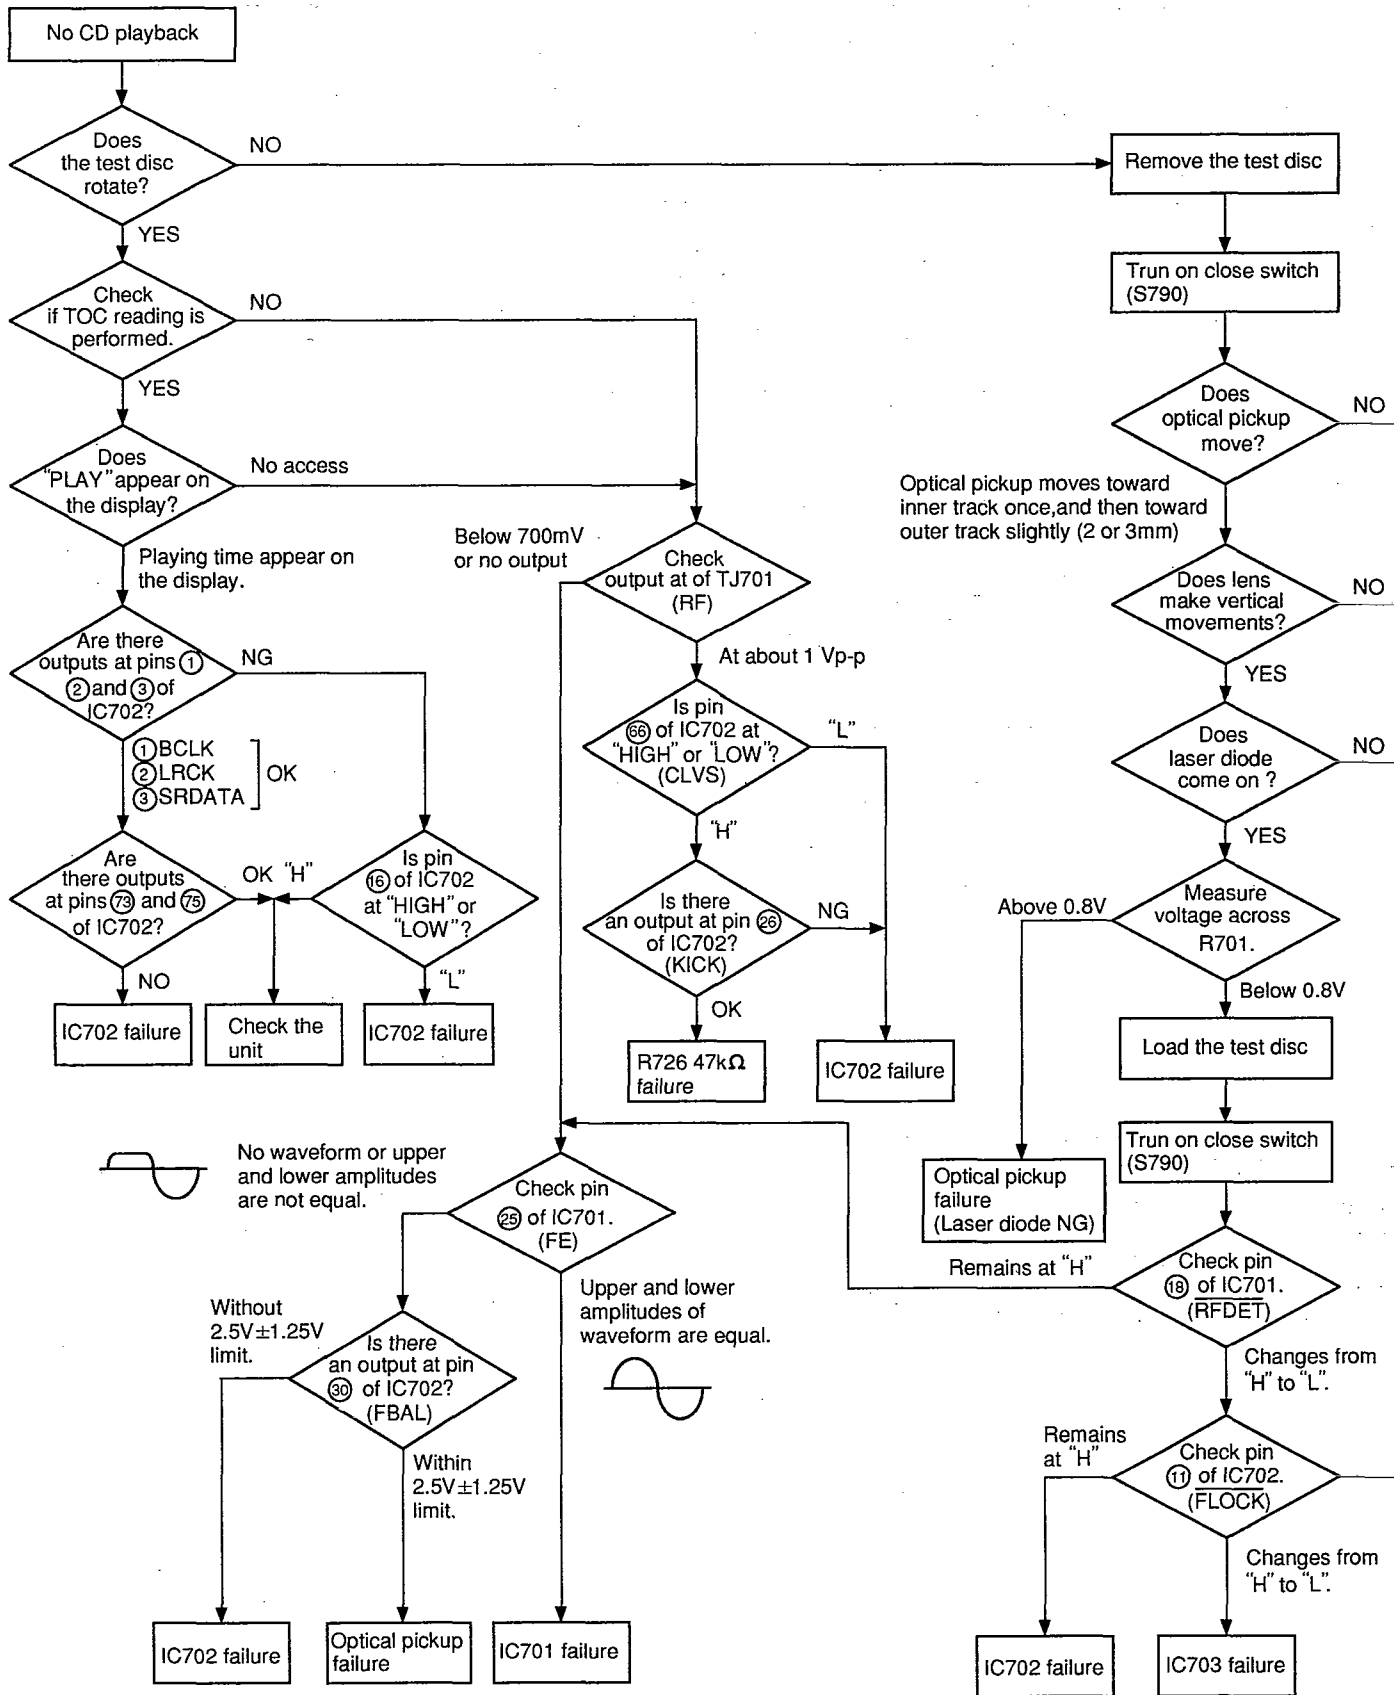 No CD playback
Does
the test disc
rotate?
NO
YES
Remove the test disc
Trun on close switch
(S790)
Check
if TOC reading is
performed.
NO
YES
Does
optical pickup
move?
NO
Does
"PLAY" appear on
the display?
No access
Playing time appear on
the display.
Optical pickup moves toward
inner track once,and then toward
outer track slightly (2 or 3mm)
Below 700mV
or no output
Check
output at of TJ701
(RF)
At about 1 Vp-p
Does lens
make vertical
movements?
NO
YES
Are there
outputs at pins ①
② and ③ of
IC702?
NG
① BCLK
② LRCK
③ SRDATA
OK
Is pin
66 of IC702 at
"HIGH" or "LOW"?
(CLVS)
"L"
"H"
Does
laser diode
come on ?
NO
YES
Are
there outputs
at pins 73 and 75
of IC702?
OK
"H"
Is pin
⑯ of IC702
at "HIGH" or
"LOW"?
NO
"L"
IC702 failure
Check the
unit
IC702 failure
Is there
an output at pin ㉖
of IC702?
(KICK)
NG
OK
R726 47kΩ
failure
IC702 failure
Measure
voltage across
R701.
Above 0.8V
Below 0.8V
Load the test disc
Trun on close switch
(S790)
Optical pickup
failure
(Laser diode NG)
No waveform or upper
and lower amplitudes
are not equal.
Check pin
㉕ of IC701.
(FE)
Upper and lower
amplitudes of
waveform are equal.
Remains at "H"
Check pin
⑱ of IC701.
(RFDET)
Changes from
"H" to "L".
Without
2.5V±1.25V
limit.
Is there
an output at pin
㉚ of IC702?
(FBAL)
Within
2.5V±1.25V
limit.
Remains
at "H"
Check pin
⑪ of IC702.
(FLOCK)
Changes from
"H" to "L".
IC702 failure
Optical pickup
failure
IC701 failure
IC702 failure
IC703 failure